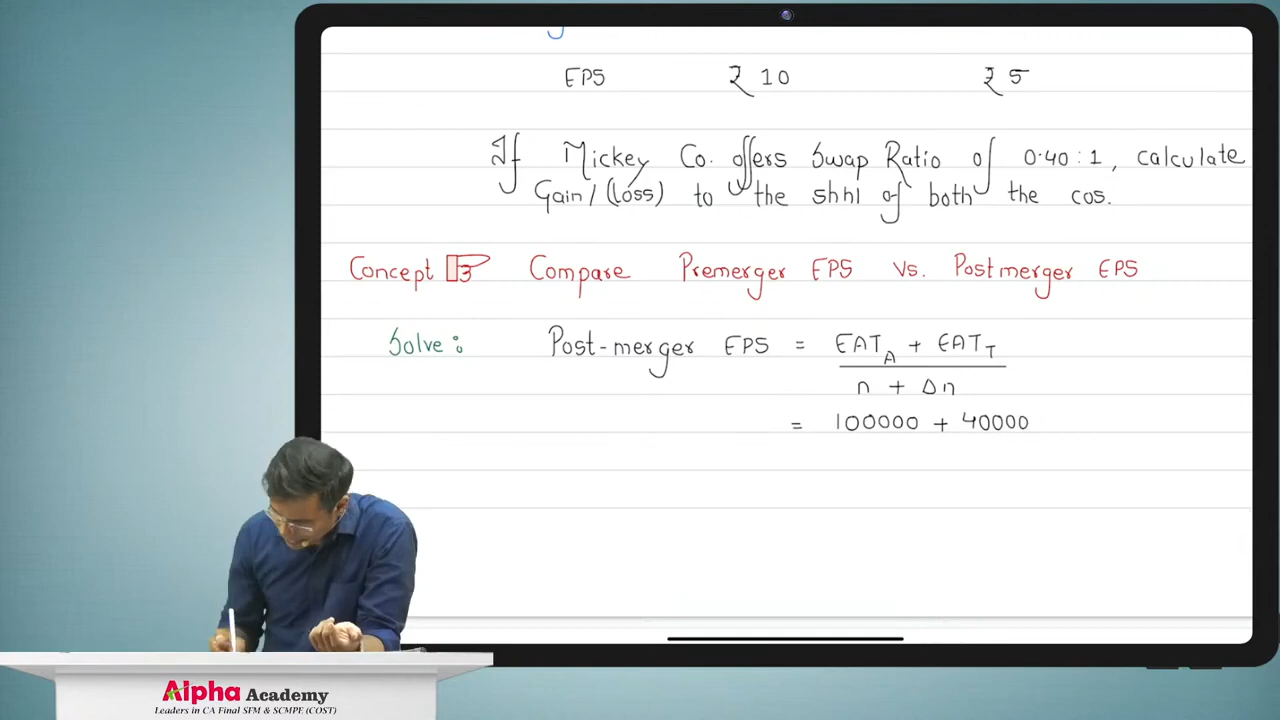 EPS ₹ 10 ₹ 5
If Mickey Co. offers Swap Ratio of 0.40 : 1, calculate
Gain / (Loss) to the shhl of both the cos.
Concept ☞ Compare Premerger EPS Vs. Postmerger EPS
Solve : Post-merger EPS = EAT_A + EAT_T
n + Δn
= 100000 + 40000
Alpha Academy
Leaders in CA Final SFM & SCMPE (COST)